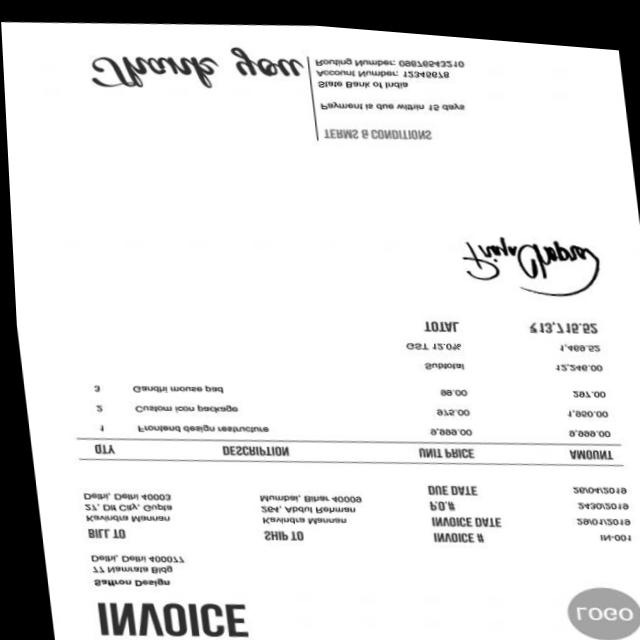 INVOICE
LOGO
Saffron Design
77 Namrata Bldg
Delhi, Delhi 400077
BILL TO
Kavindra Mannan
27, Dlf City, Gupta
Delhi, Delhi 40003
SHIP TO
Kavindra Mannan
264, Abdul Rehman
Mumbai, Bihar 40009
INVOICE # IN-001
INVOICE DATE 29/01/2019
P.O.# 2430/2019
DUE DATE 26/04/2019
QTY DESCRIPTION UNIT PRICE AMOUNT
1 Frontend design restructure 9,999.00 9,999.00
2 Custom icon package 975.00 1,950.00
3 Gandhi mouse pad 99.00 297.00
Subtotal 12,246.00
GST 12.0% 1,469.52
TOTAL ₹13,715.52
Priya Chopra
TERMS & CONDITIONS
Payment is due within 15 days
State Bank of India
Account Number: 12345678
Routing Number: 09876543210
Thank you